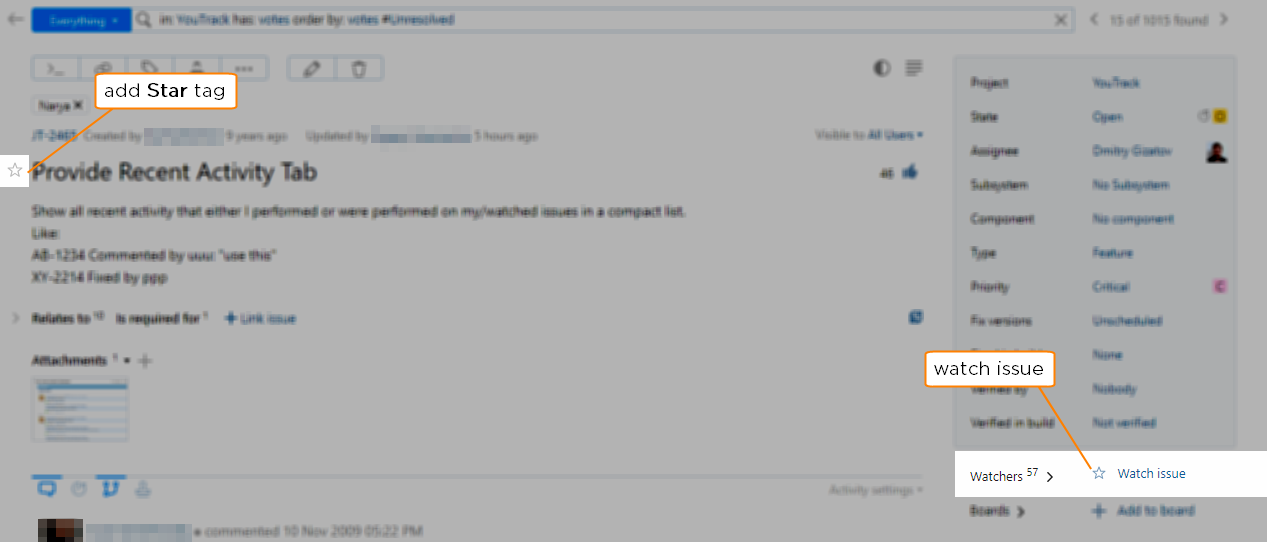 Everything
in: YouTrack has: votes order by: votes #Unresolved
15 of 1015 found
add Star tag
Narya
JT-2485 Created by 9 years ago Updated by 5 hours ago
Visible to All Users
Provide Recent Activity Tab
46
Show all recent activity that either I performed or were performed on my/watched issues in a compact list.
Like:
AB-1234 Commented by uuu: "use this"
XY-2214 Fixed by ppp
Relates to 10 Is required for 1 + Link issue
Attachments 1
Activity settings
commented 10 Nov 2009 05:22 PM
Project YouTrack
State Open O
Assignee Dmitry
Subsystem No Subsystem
Component No component
Type Feature
Priority Critical C
Fix versions Unscheduled
None
watch issue
Verified by Nobody
Verified in build Not verified
Watchers 57 Watch issue
Boards Add to board